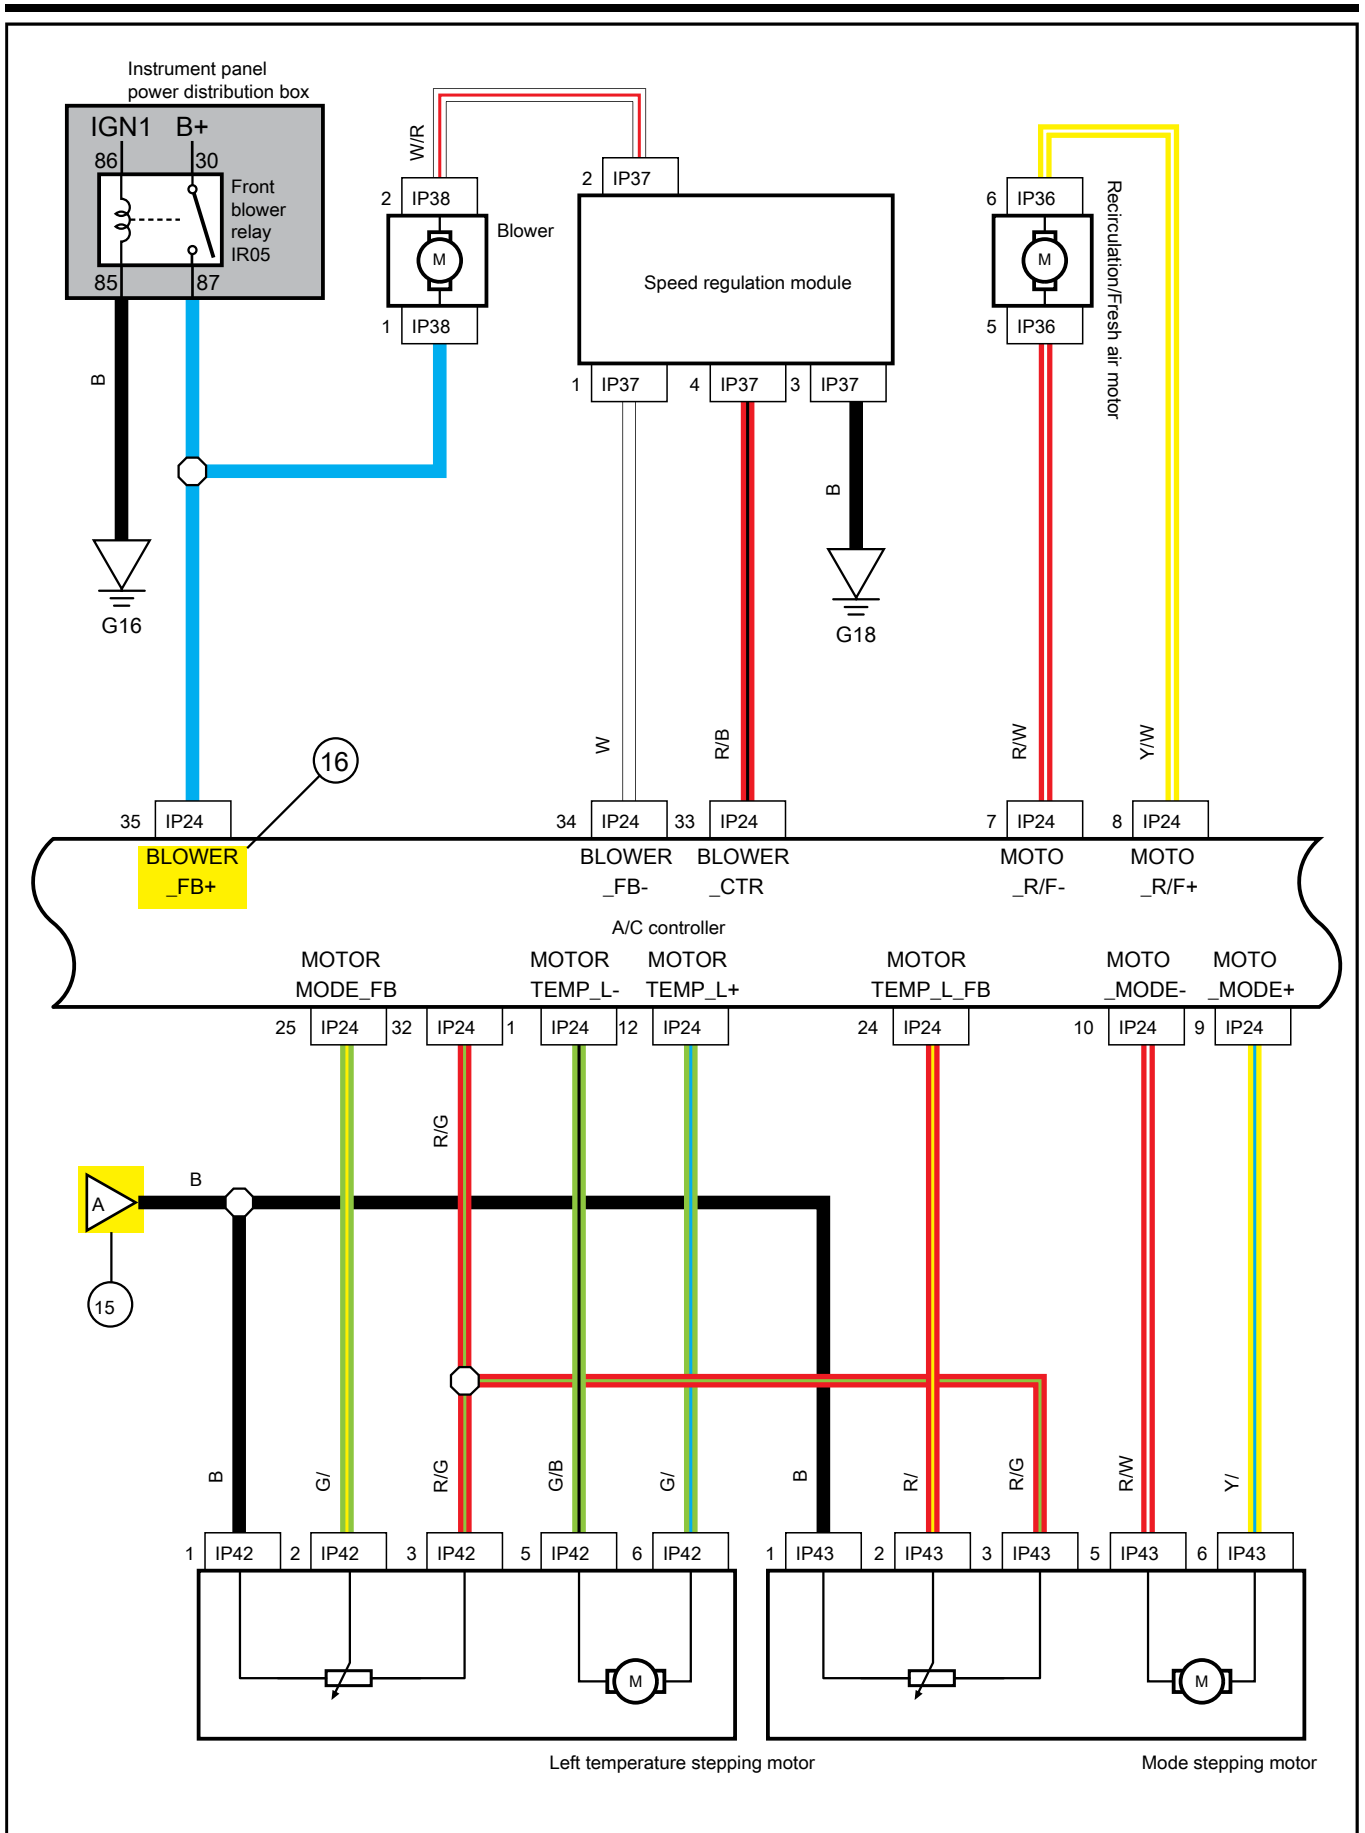 Instrument panel
power distribution box
IGN1 B+
86 30
Front
blower
relay
IR05
85 87
B
G16
W/R
2 IP38
Blower
M
1 IP38
2 IP37
Speed regulation module
1 IP37 4 IP37 3 IP37
B
G18
6 IP36
M
5 IP36
Recirculation/Fresh air motor
W
R/B
R/W
Y/W
16
35 IP24 34 IP24 33 IP24 7 IP24 8 IP24
BLOWER
_FB+
BLOWER
_FB-
BLOWER
_CTR
MOTO
_R/F-
MOTO
_R/F+
A/C controller
MOTOR
MODE_FB
MOTOR
TEMP_L-
MOTOR
TEMP_L+
MOTOR
TEMP_L_FB
MOTO
_MODE-
MOTO
_MODE+
25 IP24 32 IP24 1 IP24 12 IP24 24 IP24 10 IP24 9 IP24
R/G
A
B
15
B
G/
R/G
G/B
G/
B
R/
R/G
R/W
Y/
1 IP42 2 IP42 3 IP42 5 IP42 6 IP42 1 IP43 2 IP43 3 IP43 5 IP43 6 IP43
M
M
Left temperature stepping motor
Mode stepping motor